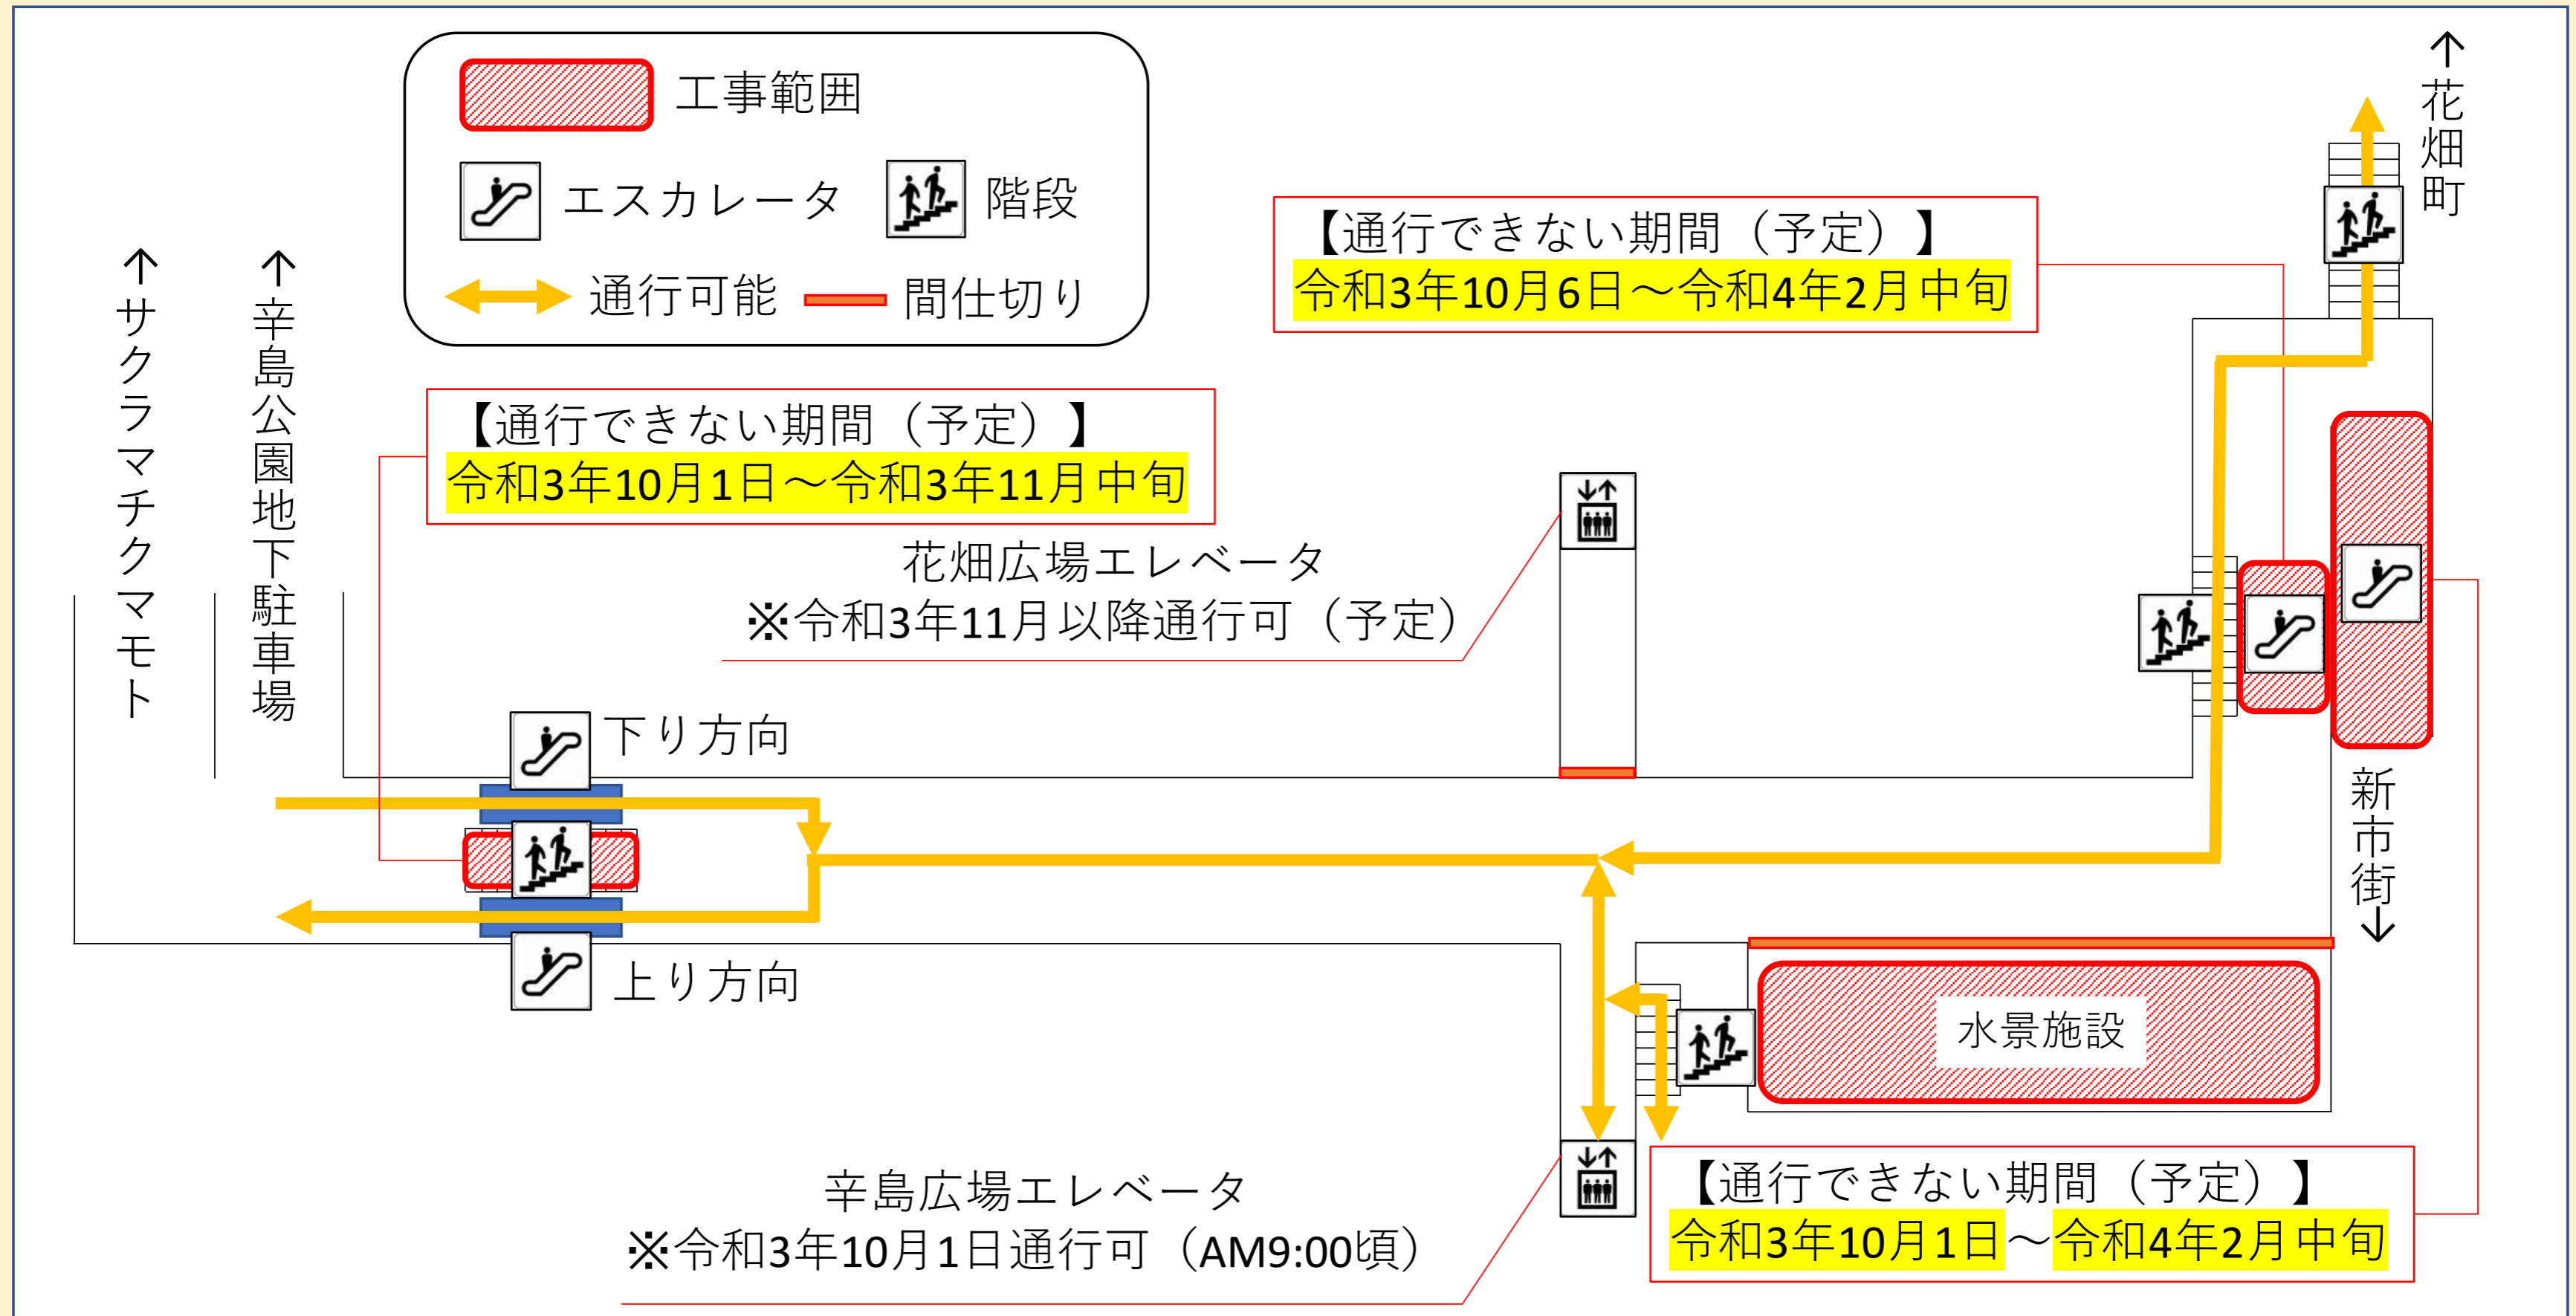 工事範囲
エスカレータ
階段
通行可能
間仕切り
↑花畑町
【通行できない期間（予定）】
令和3年10月6日～令和4年2月中旬
↑サクラマチクマモト
↑辛島公園地下駐車場
【通行できない期間（予定）】
令和3年10月1日～令和3年11月中旬
花畑広場エレベータ
※令和3年11月以降通行可（予定）
下り方向
上り方向
新市街↓
水景施設
辛島広場エレベータ
※令和3年10月1日通行可（AM9:00頃）
【通行できない期間（予定）】
令和3年10月1日～令和4年2月中旬